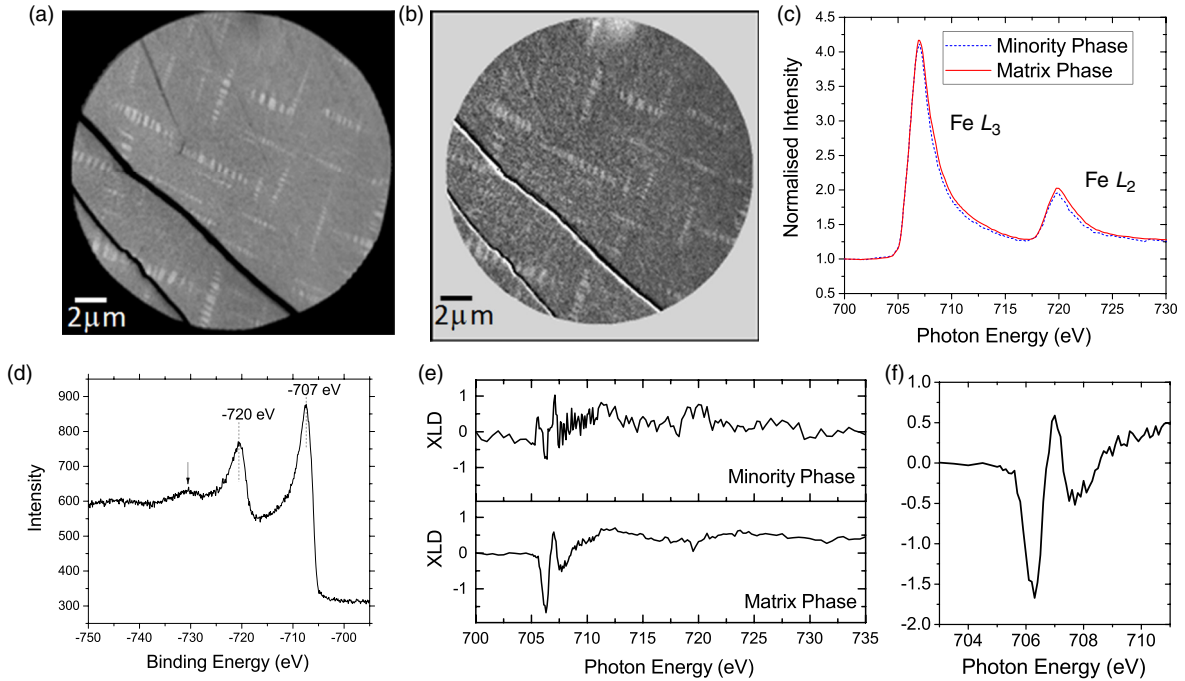 (a)
2μm
(b)
2μm
(c)
4.5
4.0
3.5
3.0
2.5
2.0
1.5
1.0
0.5
Normalised Intensity
Minority Phase
Matrix Phase
Fe L3
Fe L2
700 705 710 715 720 725 730
Photon Energy (eV)
(d)
900
800
700
600
500
400
300
Intensity
-720 eV
-707 eV
-750 -740 -730 -720 -710 -700
Binding Energy (eV)
(e)
1
0
-1
XLD
Minority Phase
1
0
1
XLD
Matrix Phase
700 705 710 715 720 725 730 735
Photon Energy (eV)
(f)
1.0
0.5
0.0
-0.5
-1.0
-1.5
-2.0
704 706 708 710
Photon Energy (eV)